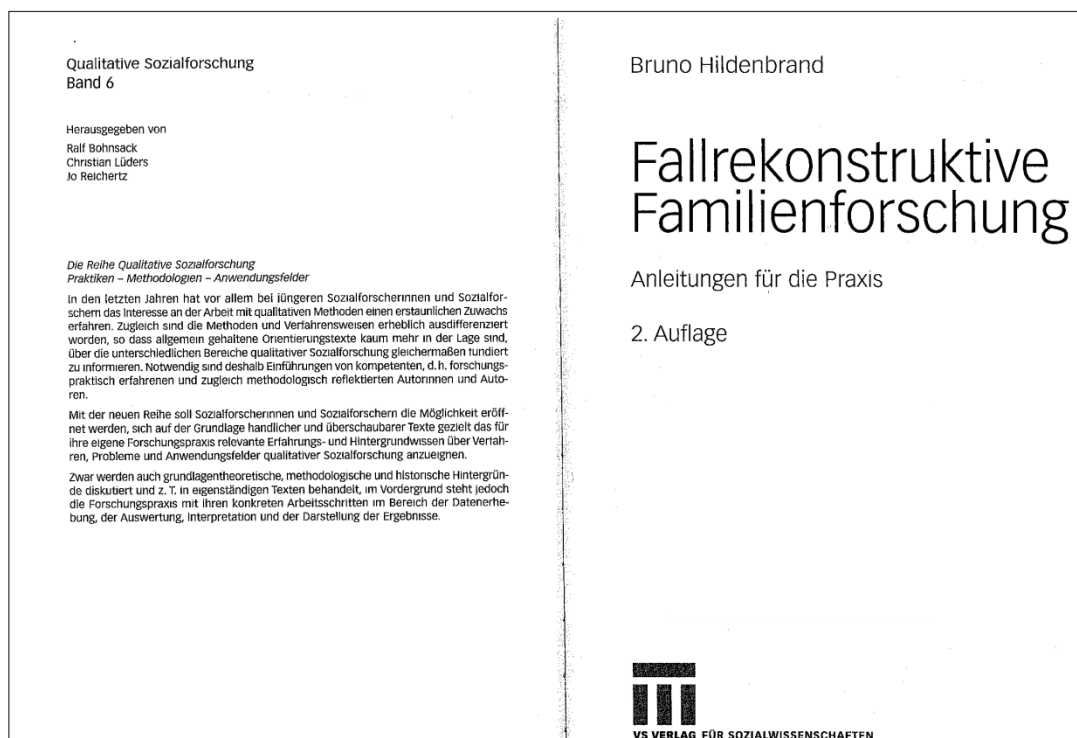 Qualitative Sozialforschung
Band 6
Herausgegeben von
Ralf Bohnsack
Christian Lüders
Jo Reichertz
Die Reihe Qualitative Sozialforschung
Praktiken – Methodologien – Anwendungsfelder
In den letzten Jahren hat vor allem bei jüngeren Sozialforscherinnen und Sozialfor-
schern das Interesse an der Arbeit mit qualitativen Methoden einen erstaunlichen Zuwachs
erfahren. Zugleich sind die Methoden und Verfahrensweisen erheblich ausdifferenziert
worden, so dass allgemein gehaltene Orientierungstexte kaum mehr in der Lage sind,
über die unterschiedlichen Bereiche qualitativer Sozialforschung gleichermaßen fundiert
zu informieren. Notwendig sind deshalb Einführungen von kompetenten, d. h. forschungs-
praktisch erfahrenen und zugleich methodologisch reflektierten Autorinnen und Auto-
ren.
Mit der neuen Reihe soll Sozialforscherinnen und Sozialforschern die Möglichkeit eröff-
net werden, sich auf der Grundlage handlicher und überschaubarer Texte gezielt das für
ihre eigene Forschungspraxis relevante Erfahrungs- und Hintergrundwissen über Verfah-
ren, Probleme und Anwendungsfelder qualitativer Sozialforschung anzueignen.
Zwar werden auch grundlagentheoretische, methodologische und historische Hintergrün-
de diskutiert und z. T. in eigenständigen Texten behandelt, im Vordergrund steht jedoch
die Forschungspraxis mit ihren konkreten Arbeitsschritten im Bereich der Datenerhe-
bung, der Auswertung, Interpretation und der Darstellung der Ergebnisse.
Bruno Hildenbrand
Fallrekonstruktive
Familienforschung
Anleitungen für die Praxis
2. Auflage
VS VERLAG FÜR SOZIALWISSENSCHAFTEN